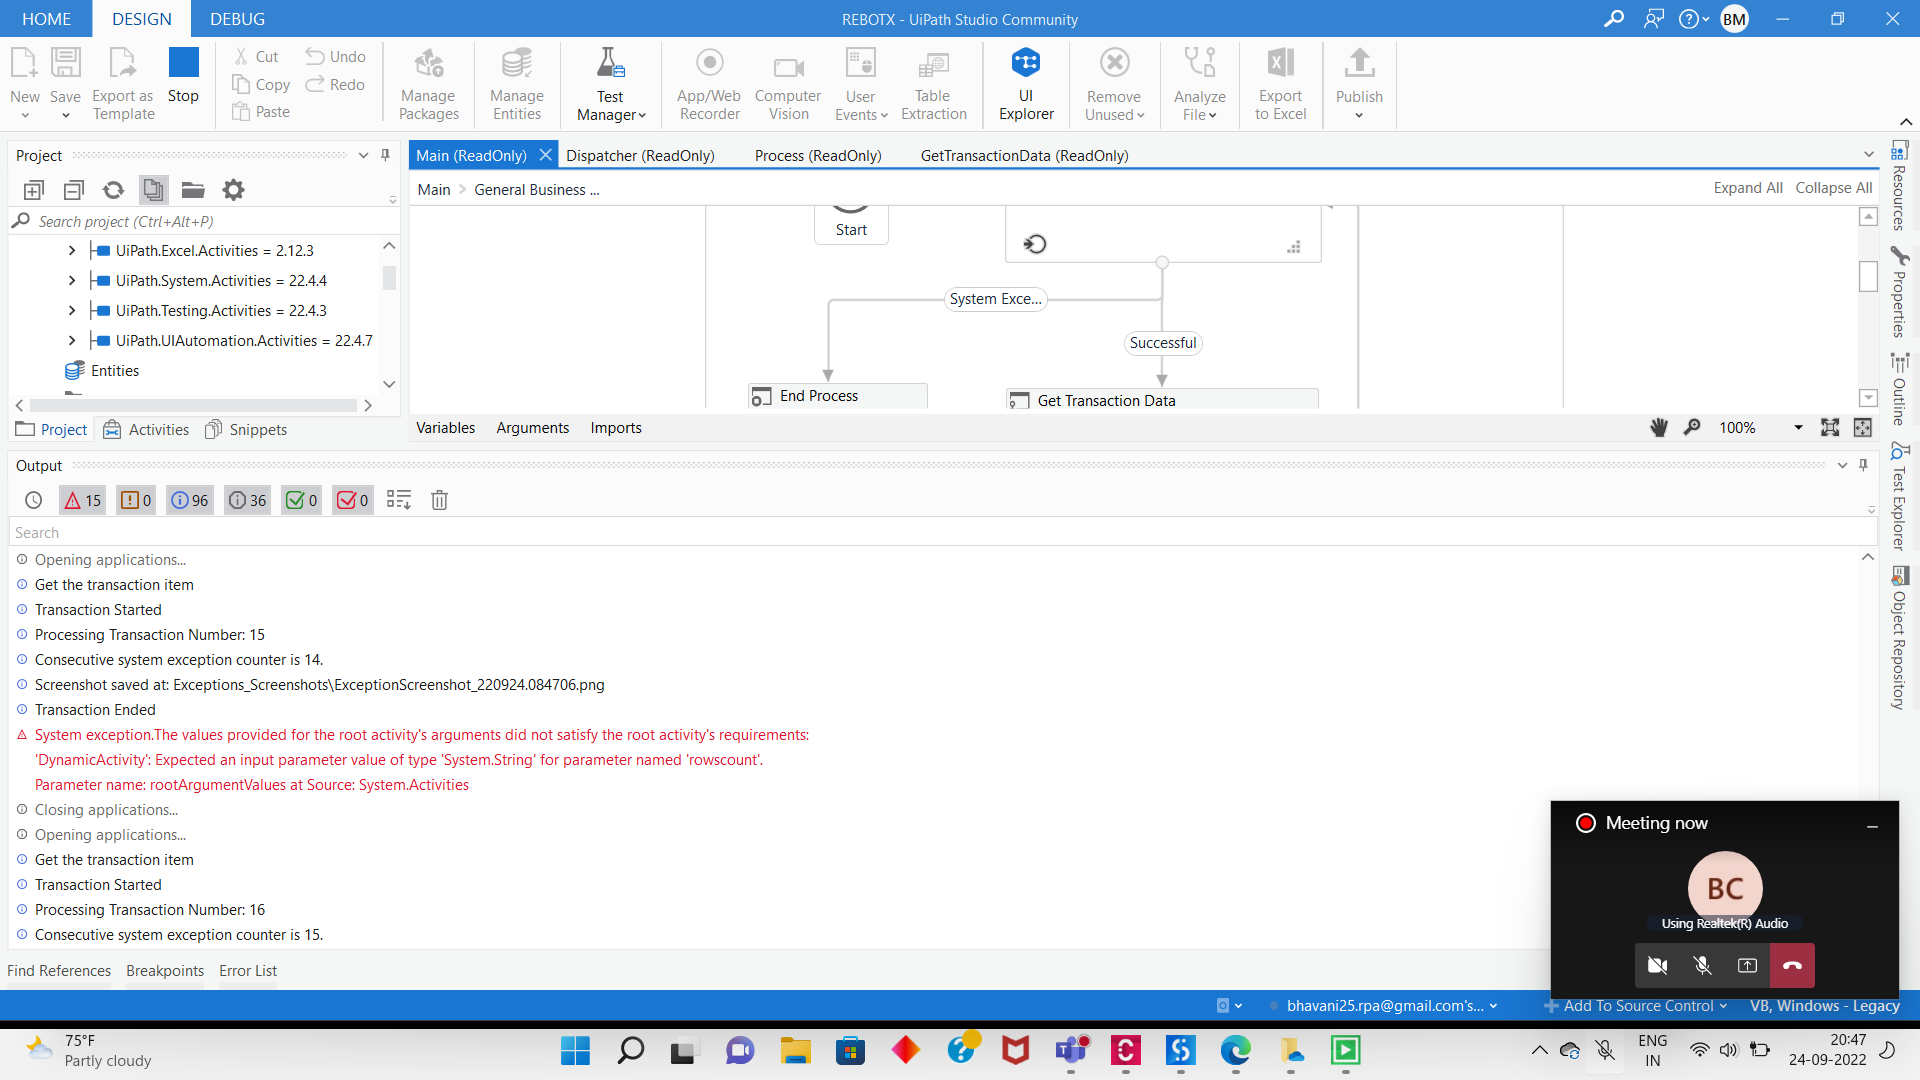 HOME DESIGN DEBUG
REBOTX - UiPath Studio Community
BM
New
Save
Export as
Template
Stop
Cut
Copy
Paste
Undo
Redo
Manage
Packages
Manage
Entities
Test
Manager
App/Web
Recorder
Computer
Vision
User
Events
Table
Extraction
UI
Explorer
Remove
Unused
Analyze
File
Export
to Excel
Publish
Project
Search project (Ctrl+Alt+P)
UiPath.Excel.Activities = 2.12.3
UiPath.System.Activities = 22.4.4
UiPath.Testing.Activities = 22.4.3
UiPath.UIAutomation.Activities = 22.4.7
Entities
Project Activities Snippets
Main (ReadOnly) Dispatcher (ReadOnly) Process (ReadOnly) GetTransactionData (ReadOnly)
Main > General Business ...
Expand All Collapse All
Start
System Exce...
Successful
End Process
Get Transaction Data
Variables Arguments Imports
100%
Resources
Properties
Outline
Test Explorer
Object Repository
Output
15 0 96 36 0 0
Search
Opening applications...
Get the transaction item
Transaction Started
Processing Transaction Number: 15
Consecutive system exception counter is 14.
Screenshot saved at: Exceptions_Screenshots\ExceptionScreenshot_220924.084706.png
Transaction Ended
System exception.The values provided for the root activity's arguments did not satisfy the root activity's requirements:
'DynamicActivity': Expected an input parameter value of type 'System.String' for parameter named 'rowscount'.
Parameter name: rootArgumentValues at Source: System.Activities
Closing applications...
Opening applications...
Get the transaction item
Transaction Started
Processing Transaction Number: 16
Consecutive system exception counter is 15.
Meeting now
BC
Using Realtek(R) Audio
Find References Breakpoints Error List
bhavani25.rpa@gmail.com's...
Add To Source Control
VB, Windows - Legacy
75°F
Partly cloudy
ENG
IN
20:47
24-09-2022